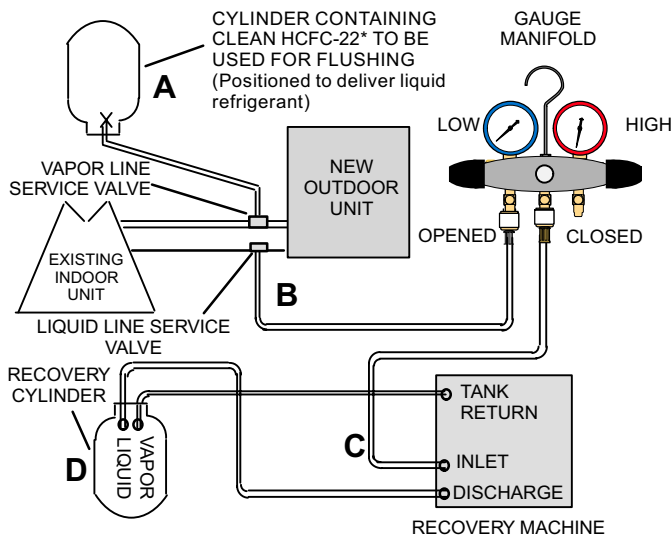 CYLINDER CONTAINING
CLEAN HCFC-22* TO BE
USED FOR FLUSHING
(Positioned to deliver liquid
refrigerant)
A
GAUGE
MANIFOLD
LOW
HIGH
VAPOR LINE
SERVICE VALVE
NEW
OUTDOOR
UNIT
EXISTING
INDOOR
UNIT
OPENED
CLOSED
B
LIQUID LINE SERVICE
VALVE
RECOVERY
CYLINDER
TANK
RETURN
C
D
LIQUID
VAPOR
INLET
DISCHARGE
RECOVERY MACHINE